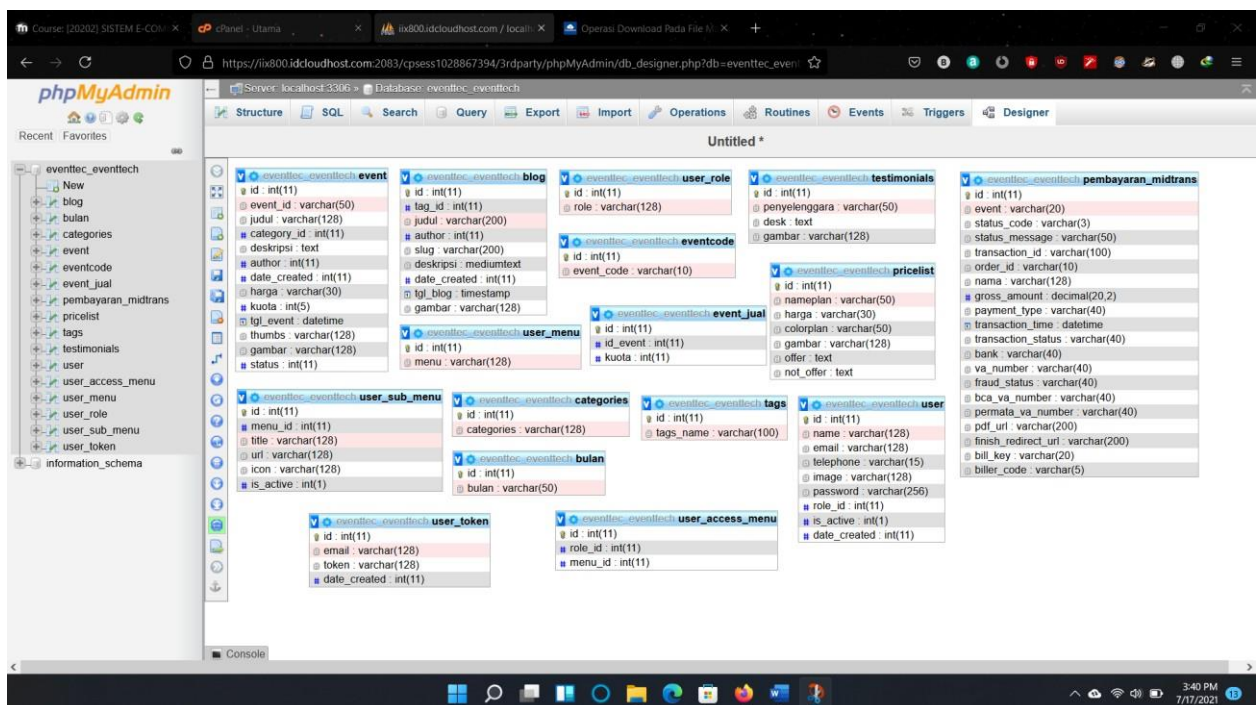 Course: [20202] SISTEM E-COM
cPanel - Utama
iix800.idcloudhost.com / localh
Operasi Download Pada File M
https://iix800.idcloudhost.com:2083/cpsess1028867394/3rdparty/phpMyAdmin/db_designer.php?db=eventtec_event
phpMyAdmin
Recent Favorites
eventtec_eventtech
New
blog
bulan
categories
event
eventcode
event_jual
pembayaran_midtrans
pricelist
tags
testimonials
user
user_access_menu
user_menu
user_role
user_sub_menu
user_token
information_schema
Server: localhost:3306 » Database: eventtec_eventtech
Structure SQL Search Query Export Import Operations Routines Events Triggers Designer
Untitled *
eventtec_eventtech event
id : int(11)
event_id : varchar(50)
judul : varchar(128)
category_id : int(11)
deskripsi : text
author : int(11)
date_created : int(11)
harga : varchar(30)
kuota : int(5)
tgl_event : datetime
thumbs : varchar(128)
gambar : varchar(128)
status : int(11)
eventtec_eventtech blog
id : int(11)
tag_id : int(11)
judul : varchar(200)
author : int(11)
slug : varchar(200)
deskripsi : mediumtext
date_created : int(11)
tgl_blog : timestamp
gambar : varchar(128)
eventtec_eventtech user_role
id : int(11)
role : varchar(128)
eventtec_eventtech testimonials
id : int(11)
penyelenggara : varchar(50)
desk : text
gambar : varchar(128)
eventtec_eventtech pembayaran_midtrans
id : int(11)
event : varchar(20)
status_code : varchar(3)
status_message : varchar(50)
transaction_id : varchar(100)
order_id : varchar(10)
nama : varchar(128)
gross_amount : decimal(20,2)
payment_type : varchar(40)
transaction_time : datetime
transaction_status : varchar(40)
bank : varchar(40)
va_number : varchar(40)
fraud_status : varchar(40)
bca_va_number : varchar(40)
permata_va_number : varchar(40)
pdf_url : varchar(200)
finish_redirect_url : varchar(200)
bill_key : varchar(20)
biller_code : varchar(5)
eventtec_eventtech eventcode
id : int(11)
event_code : varchar(10)
eventtec_eventtech pricelist
id : int(11)
nameplan : varchar(50)
harga : varchar(30)
colorplan : varchar(50)
gambar : varchar(128)
offer : text
not_offer : text
eventtec_eventtech event_jual
id : int(11)
id_event : int(11)
kuota : int(11)
eventtec_eventtech user_menu
id : int(11)
menu : varchar(128)
eventtec_eventtech user_sub_menu
id : int(11)
menu_id : int(11)
title : varchar(128)
url : varchar(128)
icon : varchar(128)
is_active : int(1)
eventtec_eventtech categories
id : int(11)
categories : varchar(128)
eventtec_eventtech tags
id : int(11)
tags_name : varchar(100)
eventtec_eventtech user
id : int(11)
name : varchar(128)
email : varchar(128)
telephone : varchar(15)
image : varchar(128)
password : varchar(256)
role_id : int(11)
is_active : int(1)
date_created : int(11)
eventtec_eventtech bulan
id : int(11)
bulan : varchar(50)
eventtec_eventtech user_token
id : int(11)
email : varchar(128)
token : varchar(128)
date_created : int(11)
eventtec_eventtech user_access_menu
id : int(11)
role_id : int(11)
menu_id : int(11)
Console
3:40 PM
7/17/2021
13